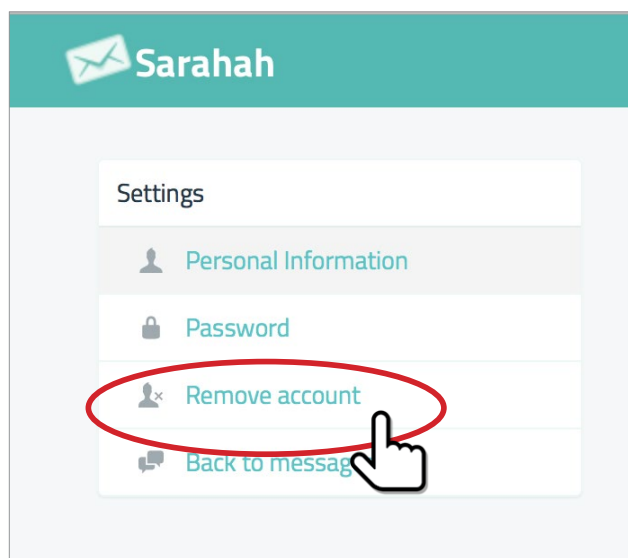 Sarahah
Settings
Personal Information
Password
Remove account
Back to messag